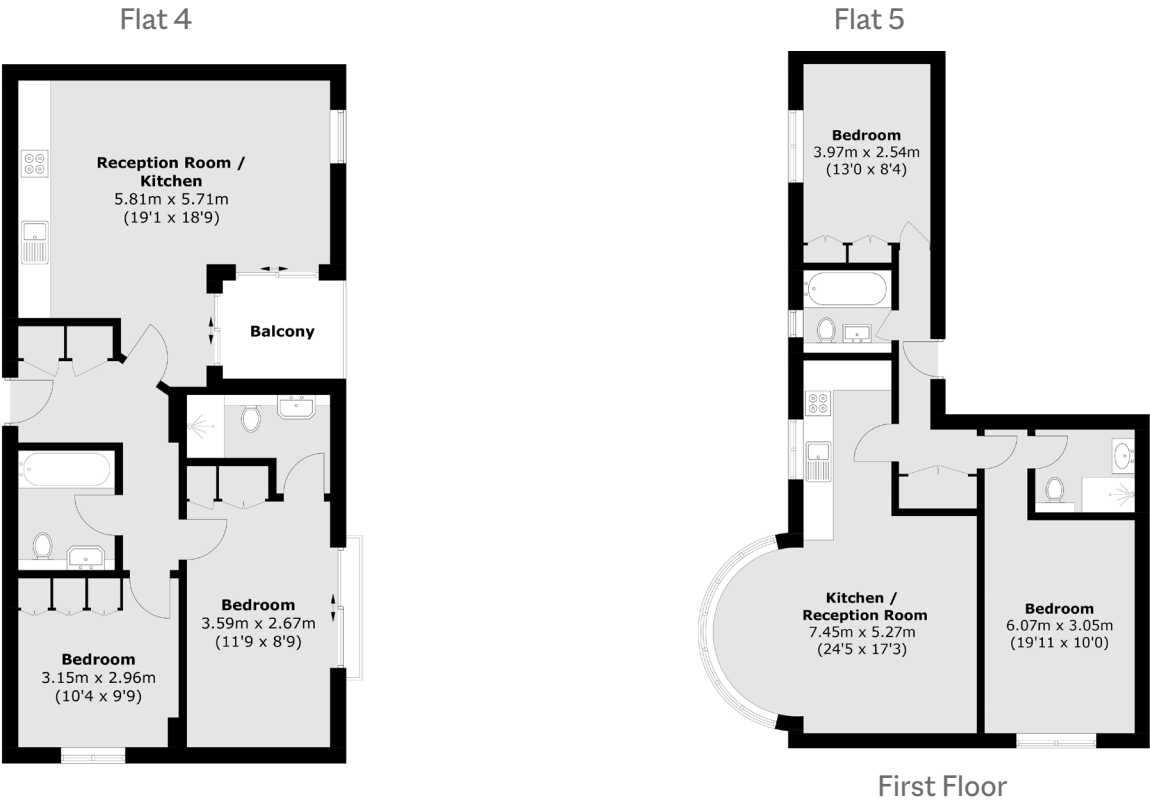 Flat 4
Reception Room /
Kitchen
5.81m x 5.71m
(19'1 x 18'9)
Balcony
Bedroom
3.59m x 2.67m
(11'9 x 8'9)
Bedroom
3.15m x 2.96m
(10'4 x 9'9)
Flat 5
Bedroom
3.97m x 2.54m
(13'0 x 8'4)
Kitchen /
Reception Room
7.45m x 5.27m
(24'5 x 17'3)
Bedroom
6.07m x 3.05m
(19'11 x 10'0)
First Floor